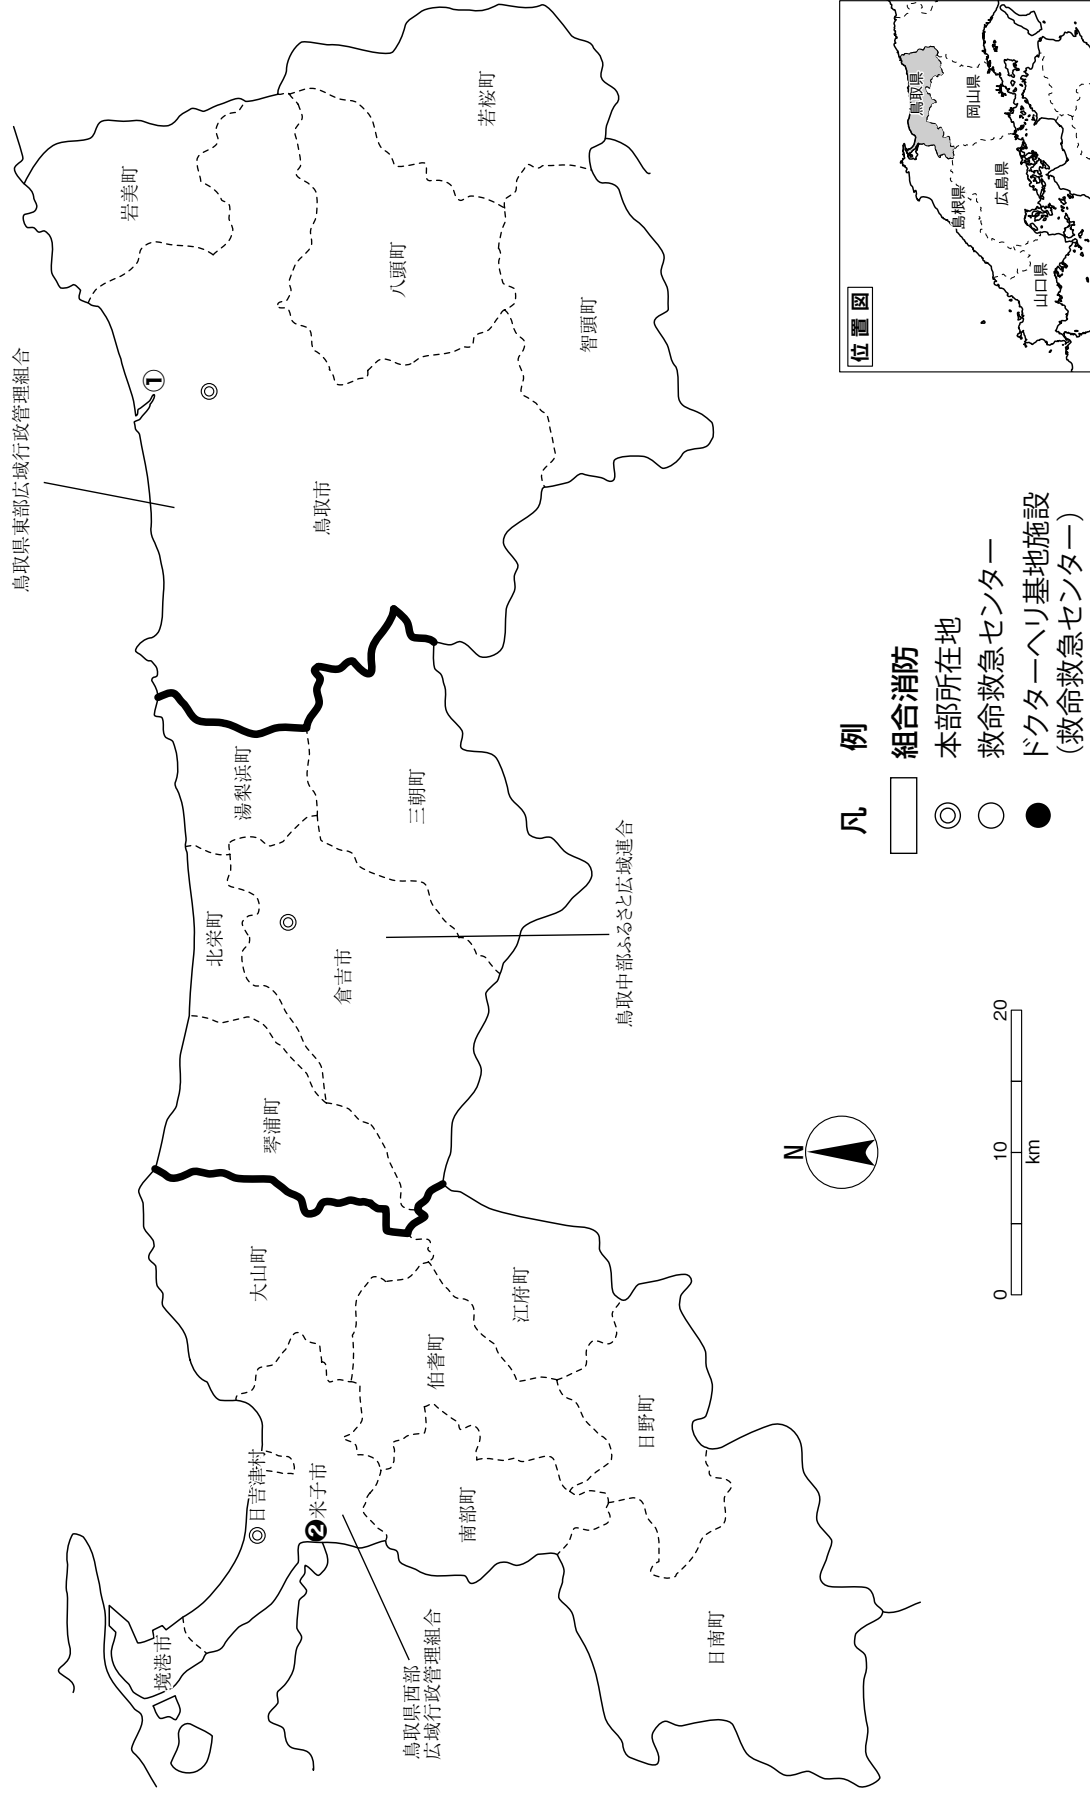 鳥取県東部広域行政管理組合
岩美町
若桜町
①
八頭町
智頭町
鳥取市
湯梨浜町
三朝町
北栄町
倉吉市
琴浦町
鳥取中部ふるさと広域連合
大山町
江府町
伯耆町
日野町
日吉津村
米子市
❷
南部町
境港市
日南町
鳥取県西部
広域行政管理組合
N
0 10 20
km
凡 例
組合消防
本部所在地
救命救急センター
ドクターヘリ基地施設
(救命救急センター)
位置図
鳥取県
岡山県
島根県
広島県
山口県